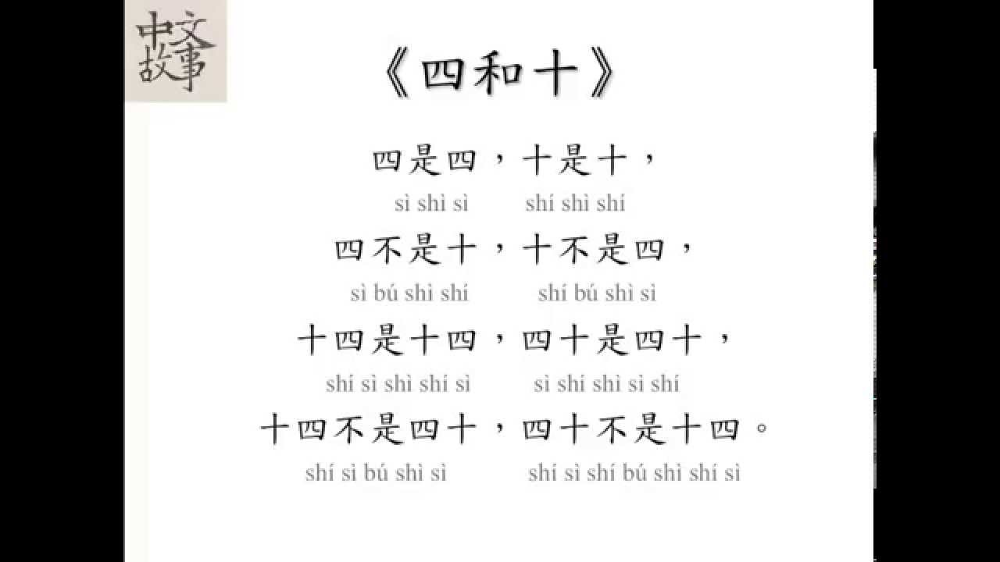 中文
故事
《四和十》
四是四，十是十，
sì shì sì shí shì shí
四不是十，十不是四，
sì bú shì shí shí bú shì sì
十四是十四，四十是四十，
shí sì shì shí sì sì shí shì sì shí
十四不是四十，四十不是十四。
shí sì bú shì sì shí sì shí bú shì shí sì